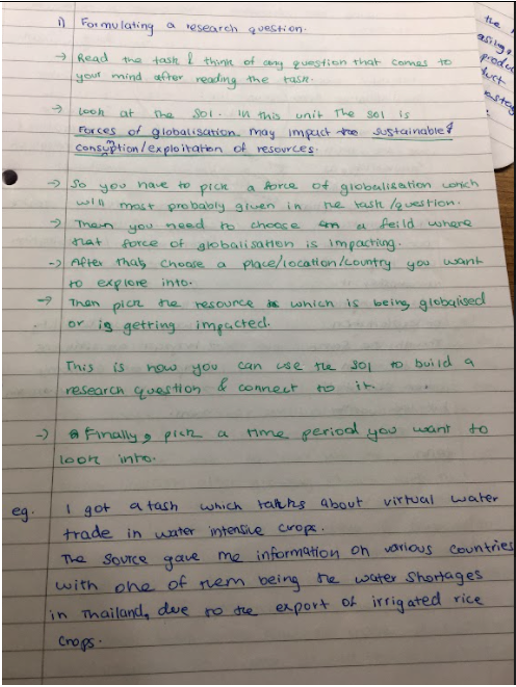 i) Formulating a research question.
→ Read the task & think of any question that comes to
your mind after reading the task.
→ Look at the SOI. In this unit The SOI is
Forces of globalisation may impact sustainable &
consumption/exploitation of resources.
→ So you have to pick a force of globalisation which
will most probably given in the task/question.
→ Then you need to choose a feild where
that force of globalisation is impacting.
→ After that, choose a place/location/country you want
to explore into.
→ Then pick the resource which is being globalised
or is getting impacted.
This is how you can use the SOI to build a
research question & connect to it.
→ Finally, pick a time period you want to
look into.
eg. I got a task which talks about virtual water
trade in water intensive crops.
The source gave me information on various countries
with one of them being the water shortages
in Thailand, due to the export of irrigated rice
crops.
the
produ